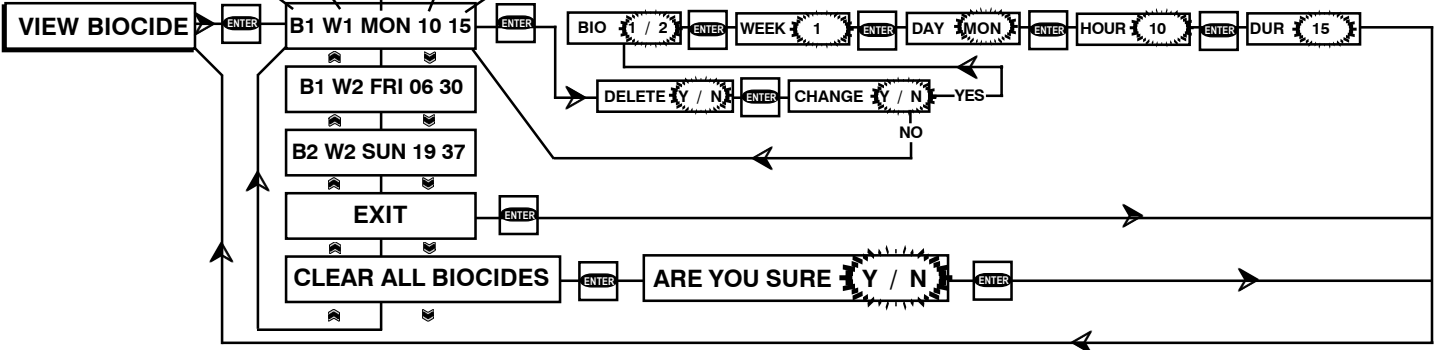 VIEW BIOCIDE ENTER B1 W1 MON 10 15 ENTER BIO 1 / 2 ENTER WEEK 1 ENTER DAY MON ENTER HOUR 10 ENTER DUR 15
B1 W2 FRI 06 30 DELETE Y / N ENTER CHANGE Y / N YES
NO
B2 W2 SUN 19 37
EXIT ENTER
CLEAR ALL BIOCIDES ENTER ARE YOU SURE Y / N ENTER